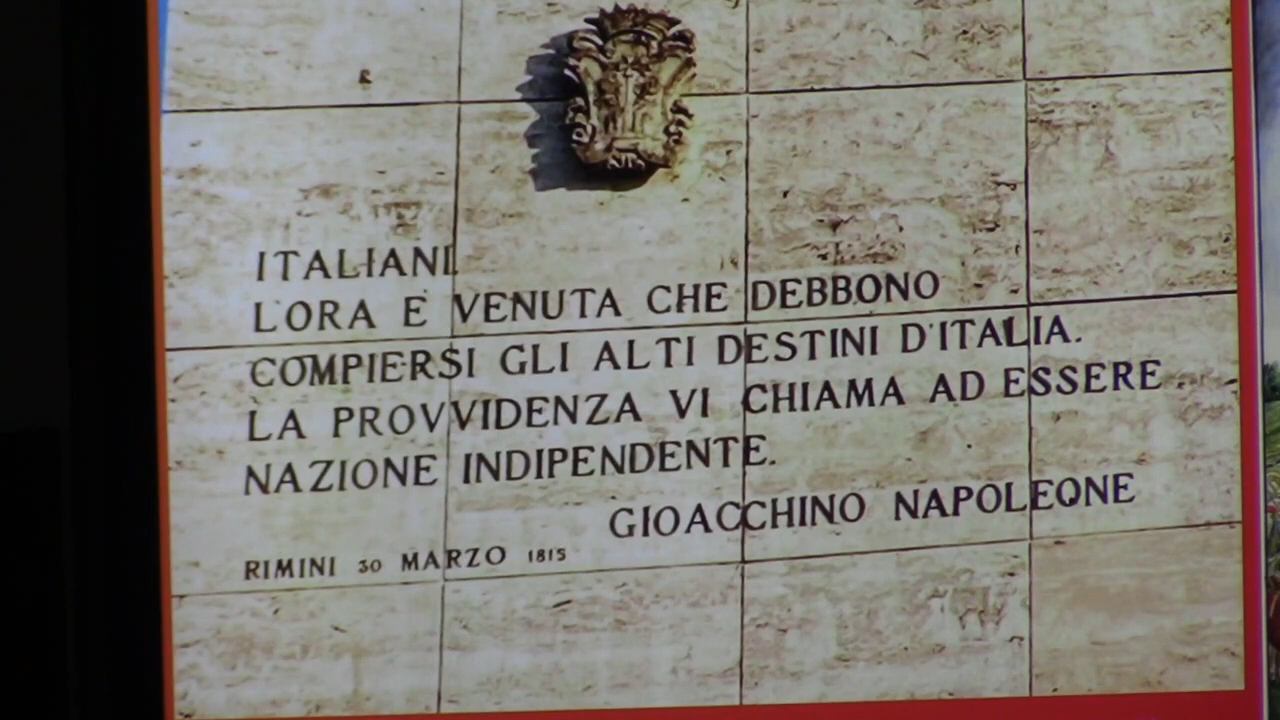 ITALIANI
L'ORA E' VENUTA CHE DEBBONO
COMPIERSI GLI ALTI DESTINI D'ITALIA.
LA PROVVIDENZA VI CHIAMA AD ESSERE
NAZIONE INDIPENDENTE.
GIOACCHINO NAPOLEONE
RIMINI 30 MARZO 1815